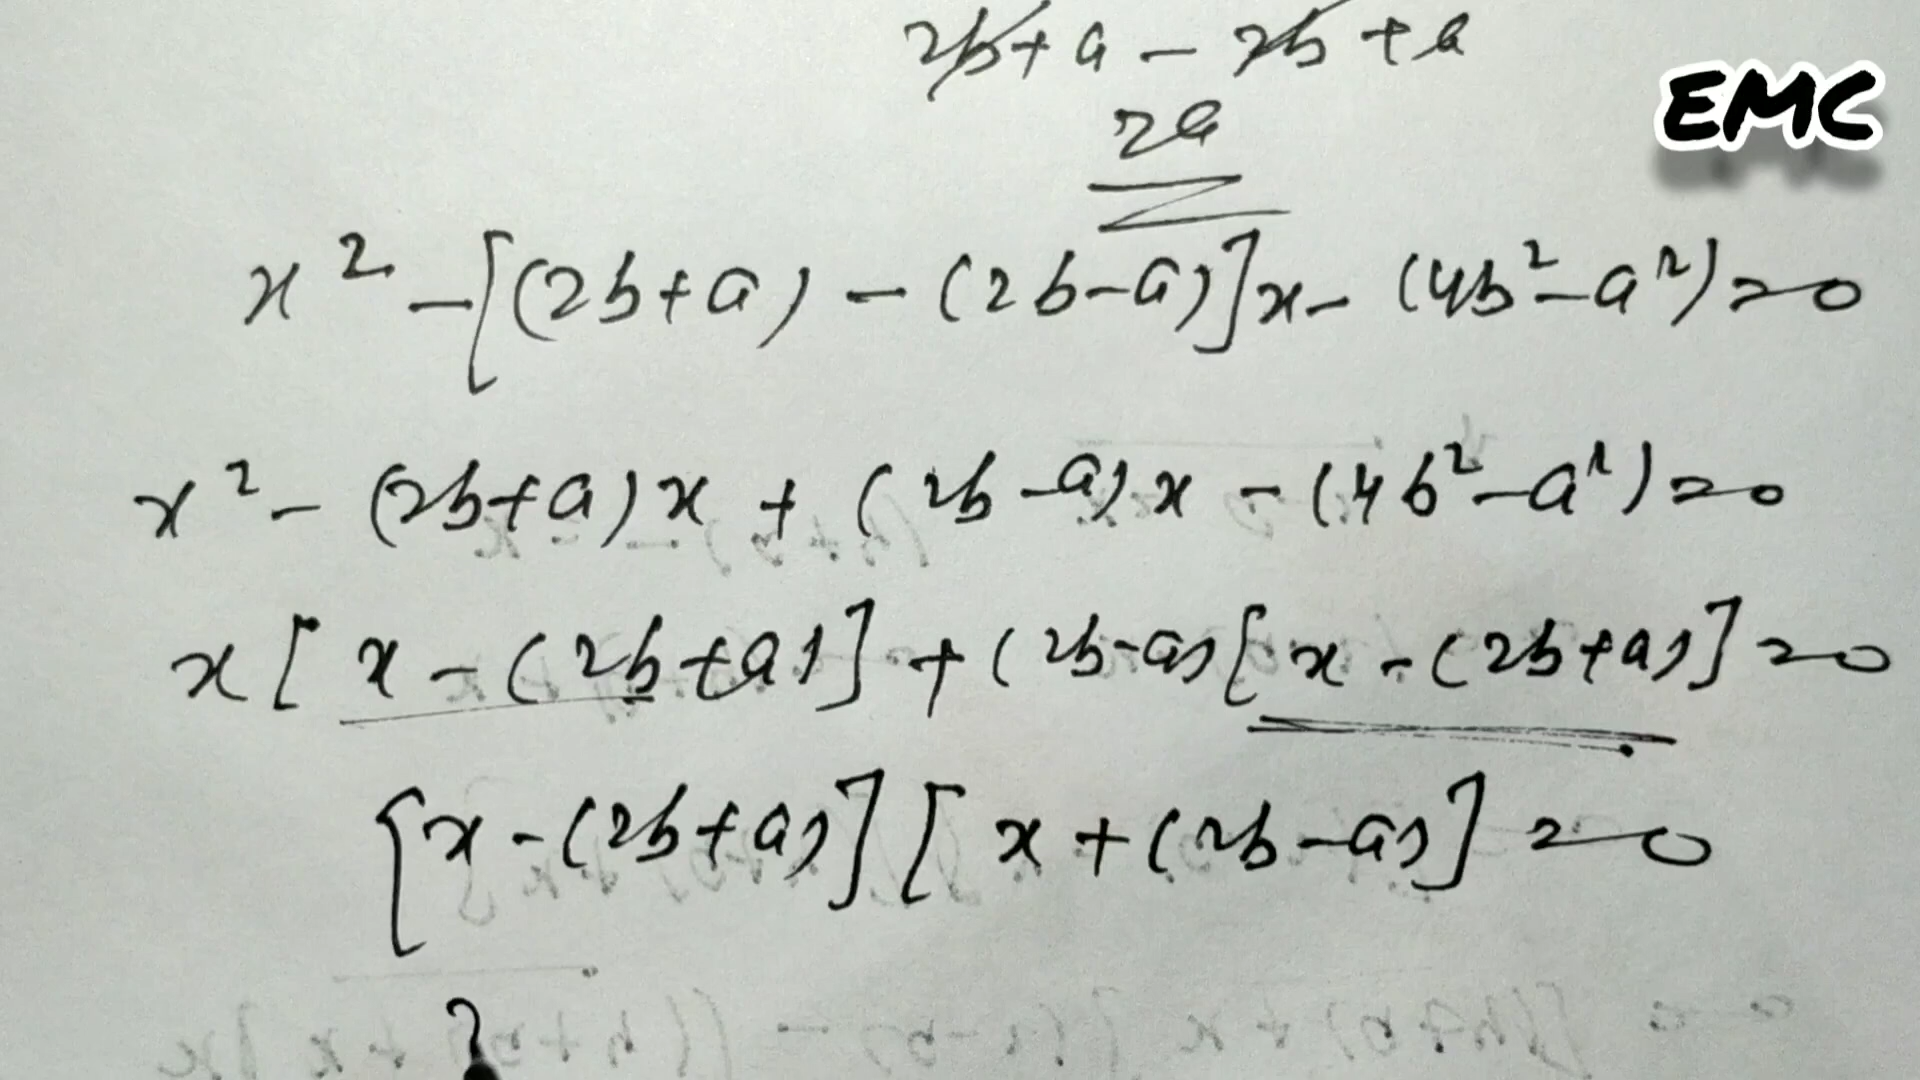 2b+a - 2b + a
EMC
2a
x² - [(2b+a) - (2b-a)]x - (4b²-a²)=0
x² - (2b+a)x + (2b-a)x - (4b²-a²)=0
x[x-(2b+a)] + (2b-a)[x-(2b+a)]=0
[x-(2b+a)][x+(2b-a)]=0